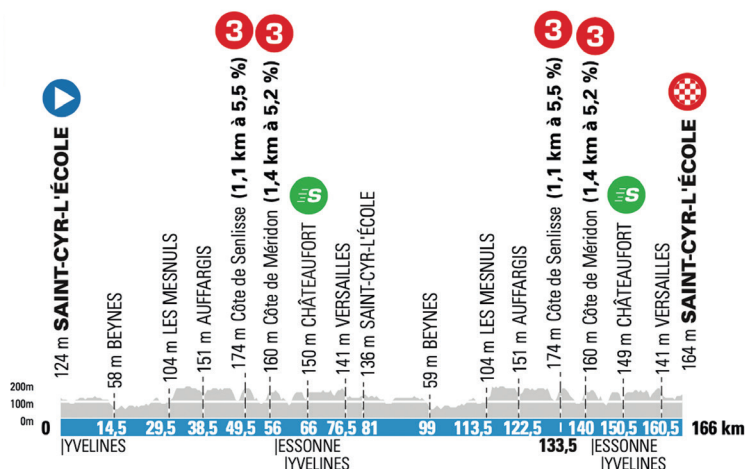 3
3
3
3
124 m SAINT-CYR-L'ÉCOLE
58 m BEYNES
104 m LES MESNULS
151 m AUFFARGIS
174 m Côte de Senlisse (1,1 km à 5,5 %)
160 m Côte de Méridon (1,4 km à 5,2 %)
S
150 m CHÂTEAUFORT
141 m VERSAILLES
136 m SAINT-CYR-L'ÉCOLE
59 m BEYNES
104 m LES MESNULS
151 m AUFFARGIS
174 m Côte de Senlisse (1,1 km à 5,5 %)
160 m Côte de Méridon (1,4 km à 5,2 %)
S
149 m CHÂTEAUFORT
141 m VERSAILLES
164 m SAINT-CYR-L'ÉCOLE
200m
100m
0m
0 14,5 29,5 38,5 49,5 56 66 76,5 81 99 113,5 122,5 140 150,5 160,5 166 km
133,5
|YVELINES |ESSONNE |ESSONNE
|YVELINES |YVELINES